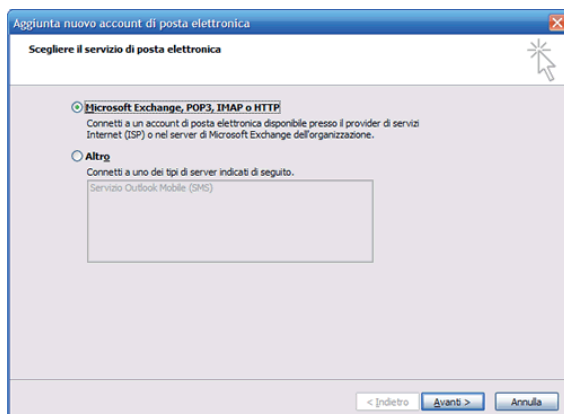 Aggiunta nuovo account di posta elettronica
Scegliere il servizio di posta elettronica
Microsoft Exchange, POP3, IMAP o HTTP
Connetti a un account di posta elettronica disponibile presso il provider di servizi
Internet (ISP) o nel server di Microsoft Exchange dell'organizzazione.
Altro
Connetti a uno dei tipi di server indicati di seguito.
Servizio Outlook Mobile (SMS)
< Indietro Avanti > Annulla